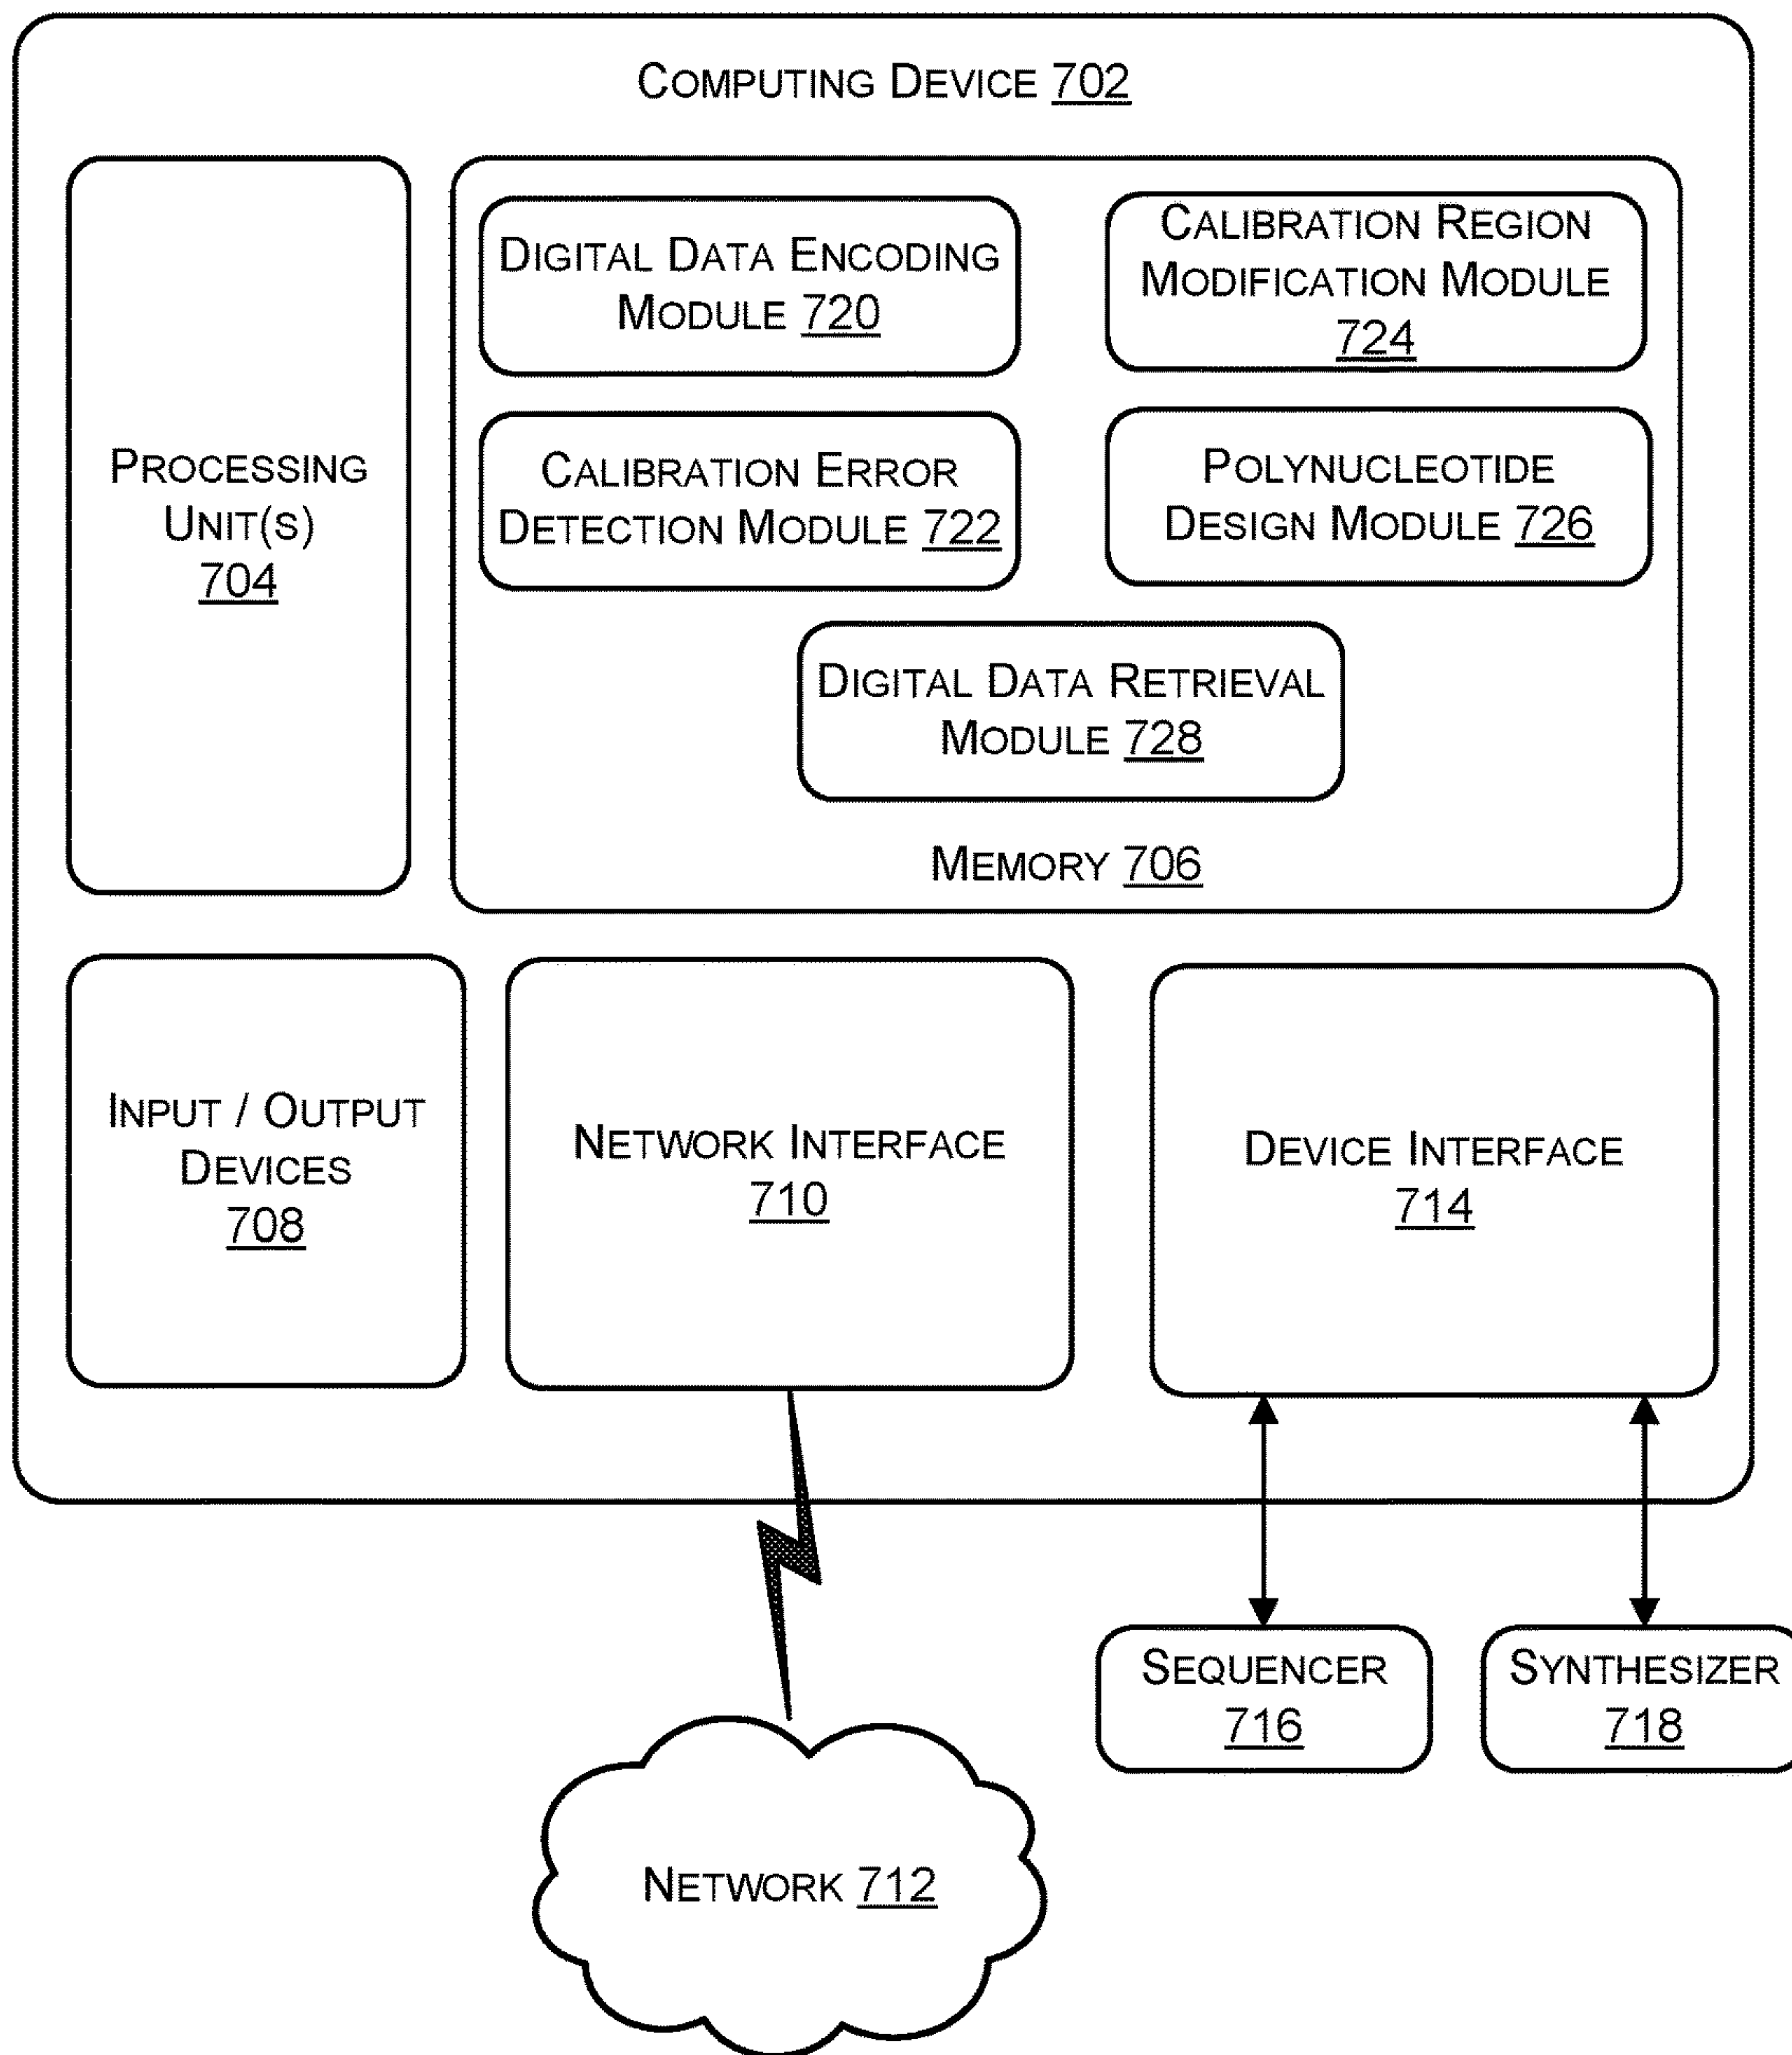 COMPUTING DEVICE 702
PROCESSING
UNIT(S)
704
DIGITAL DATA ENCODING
MODULE 720
CALIBRATION REGION
MODIFICATION MODULE
724
CALIBRATION ERROR
DETECTION MODULE 722
POLYNUCLEOTIDE
DESIGN MODULE 726
DIGITAL DATA RETRIEVAL
MODULE 728
MEMORY 706
INPUT / OUTPUT
DEVICES
708
NETWORK INTERFACE
710
DEVICE INTERFACE
714
SEQUENCER
716
SYNTHESIZER
718
NETWORK 712